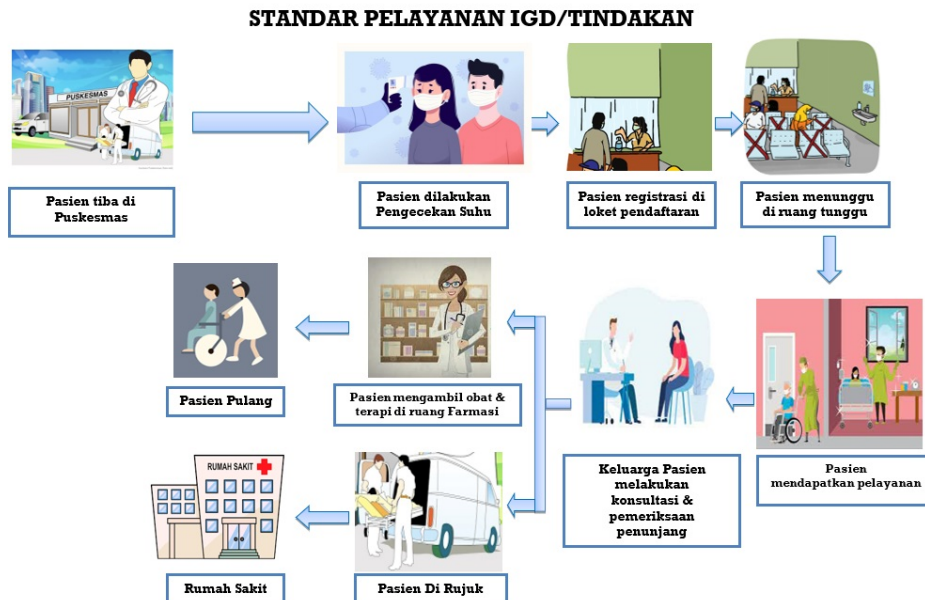 STANDAR PELAYANAN IGD/TINDAKAN
PUSKESMAS
Pasien tiba di
Puskesmas
Pasien dilakukan
Pengecekan Suhu
Pasien registrasi di
loket pendaftaran
Pasien menunggu
di ruang tunggu
Pasien
mendapatkan pelayanan
Keluarga Pasien
melakukan
konsultasi &
pemeriksaan
penunjang
Pasien mengambil obat &
terapi di ruang Farmasi
Pasien Pulang
Pasien Di Rujuk
RUMAH SAKIT
Rumah Sakit